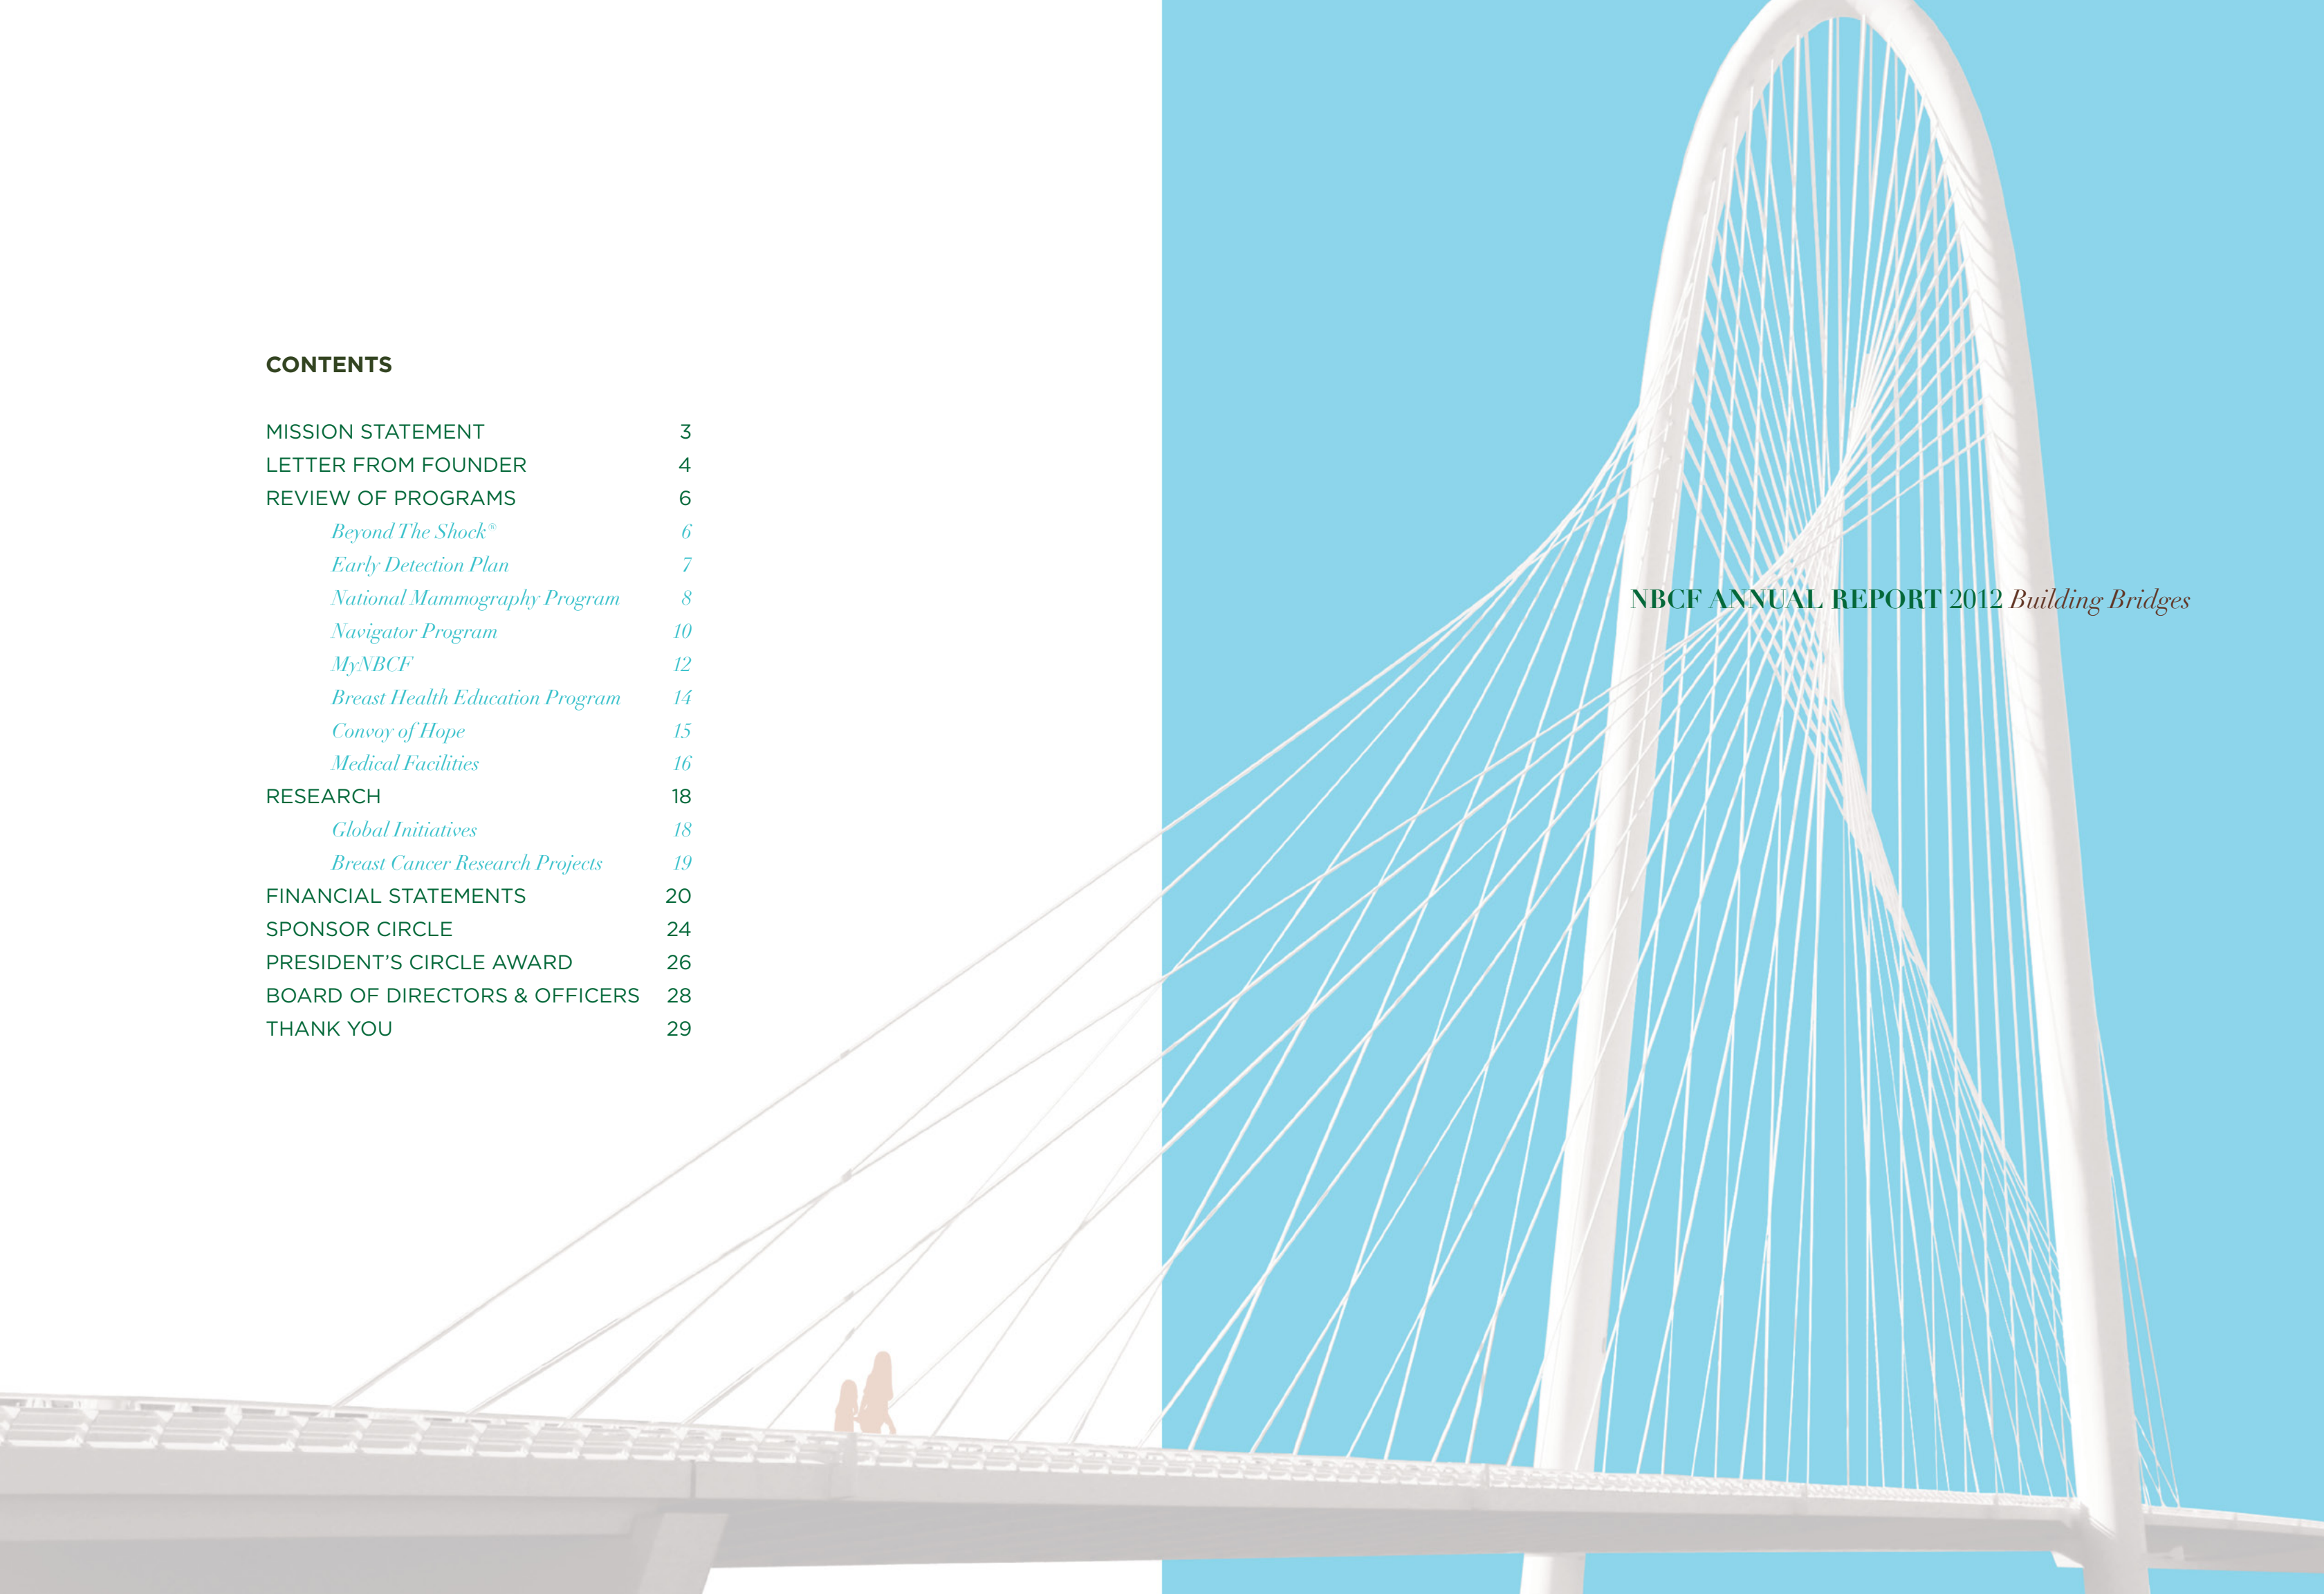 CONTENTS
MISSION STATEMENT 3
LETTER FROM FOUNDER 4
REVIEW OF PROGRAMS 6
Beyond The Shock® 6
Early Detection Plan 7
National Mammography Program 8
Navigator Program 10
MyNBCF 12
Breast Health Education Program 14
Convoy of Hope 15
Medical Facilities 16
RESEARCH 18
Global Initiatives 18
Breast Cancer Research Projects 19
FINANCIAL STATEMENTS 20
SPONSOR CIRCLE 24
PRESIDENT’S CIRCLE AWARD 26
BOARD OF DIRECTORS & OFFICERS 28
THANK YOU 29
NBCF ANNUAL REPORT 2012 Building Bridges